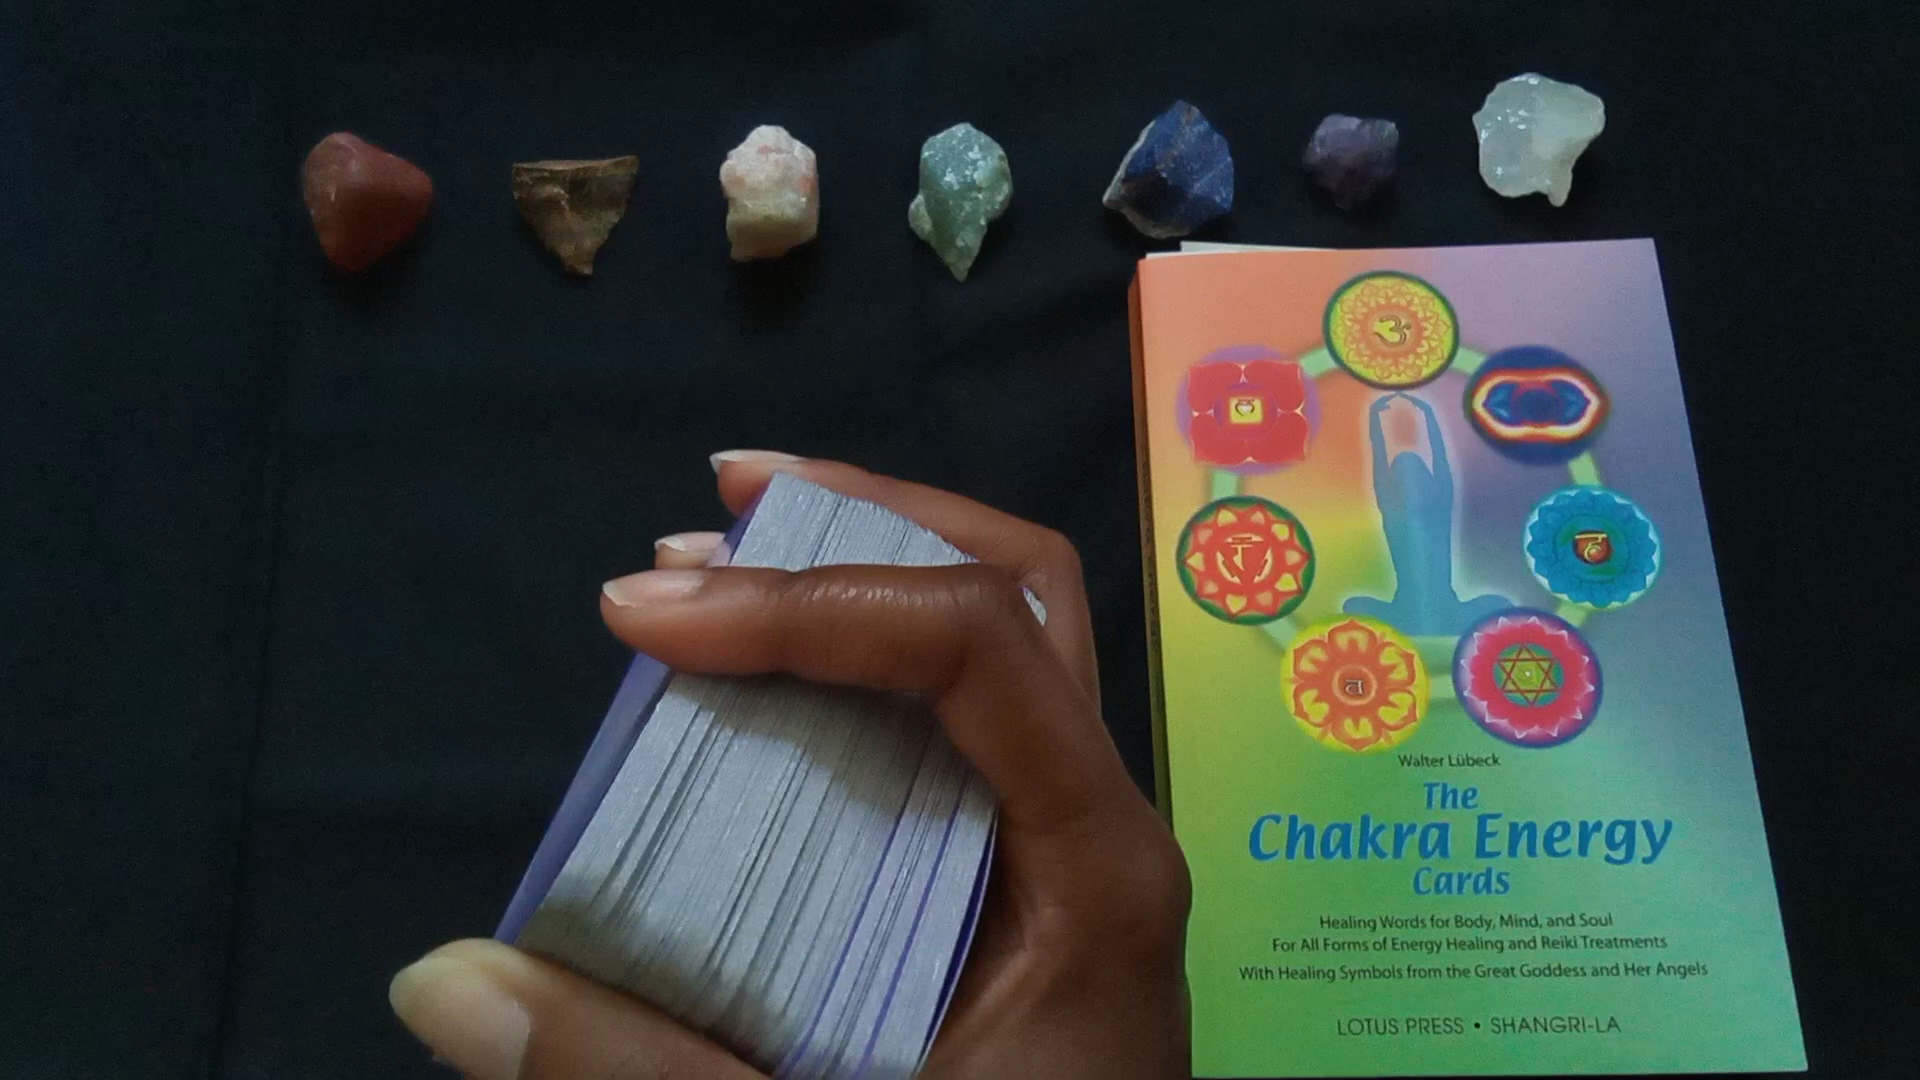 Walter Lübeck
The
Chakra Energy
Cards
Healing Words for Body, Mind, and Soul
For All Forms of Energy Healing and Reiki Treatments
With Healing Symbols from the Great Goddess and Her Angels
LOTUS PRESS • SHANGRI-LA